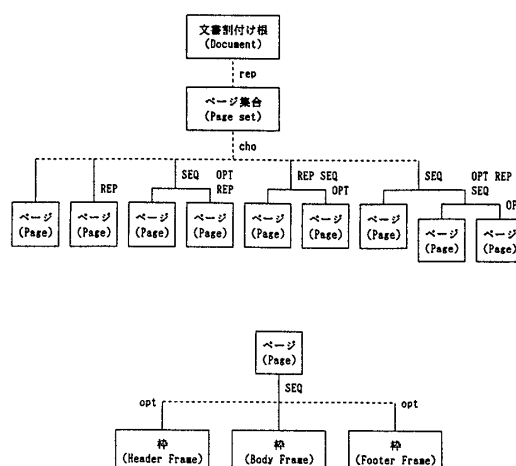 文書割付け根
(Document)
rep
ページ集合
(Page set)
cho
SEQ OPT
REP SEQ
SEQ OPT REP
REP
REP
OPT
SEQ
ページ
(Page)
ページ
(Page)
ページ
(Page)
ページ
(Page)
ページ
(Page)
ページ
(Page)
ページ
(Page)
ページ
(Page)
ページ
(Page)
ページ
(Page)
SEQ
opt
opt
枠
(Header Frame)
枠
(Body Frame)
枠
(Footer Frame)